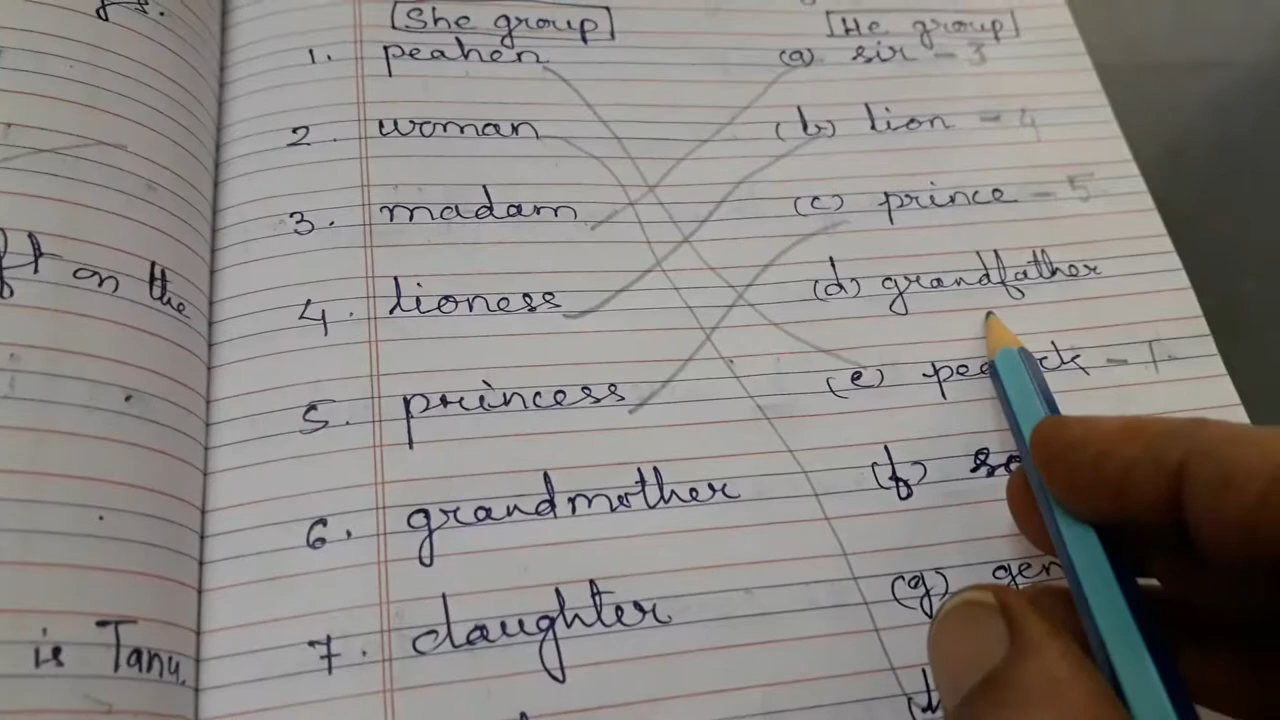 [She group] [He group]
1. peahen (a) sir - 3
2. woman (b) lion - 4
3. madam (c) prince - 5
4. lioness (d) grandfather
5. princess (e) - 1
6. grandmother (f)
7. daughter (g)
on the
is Tanu.